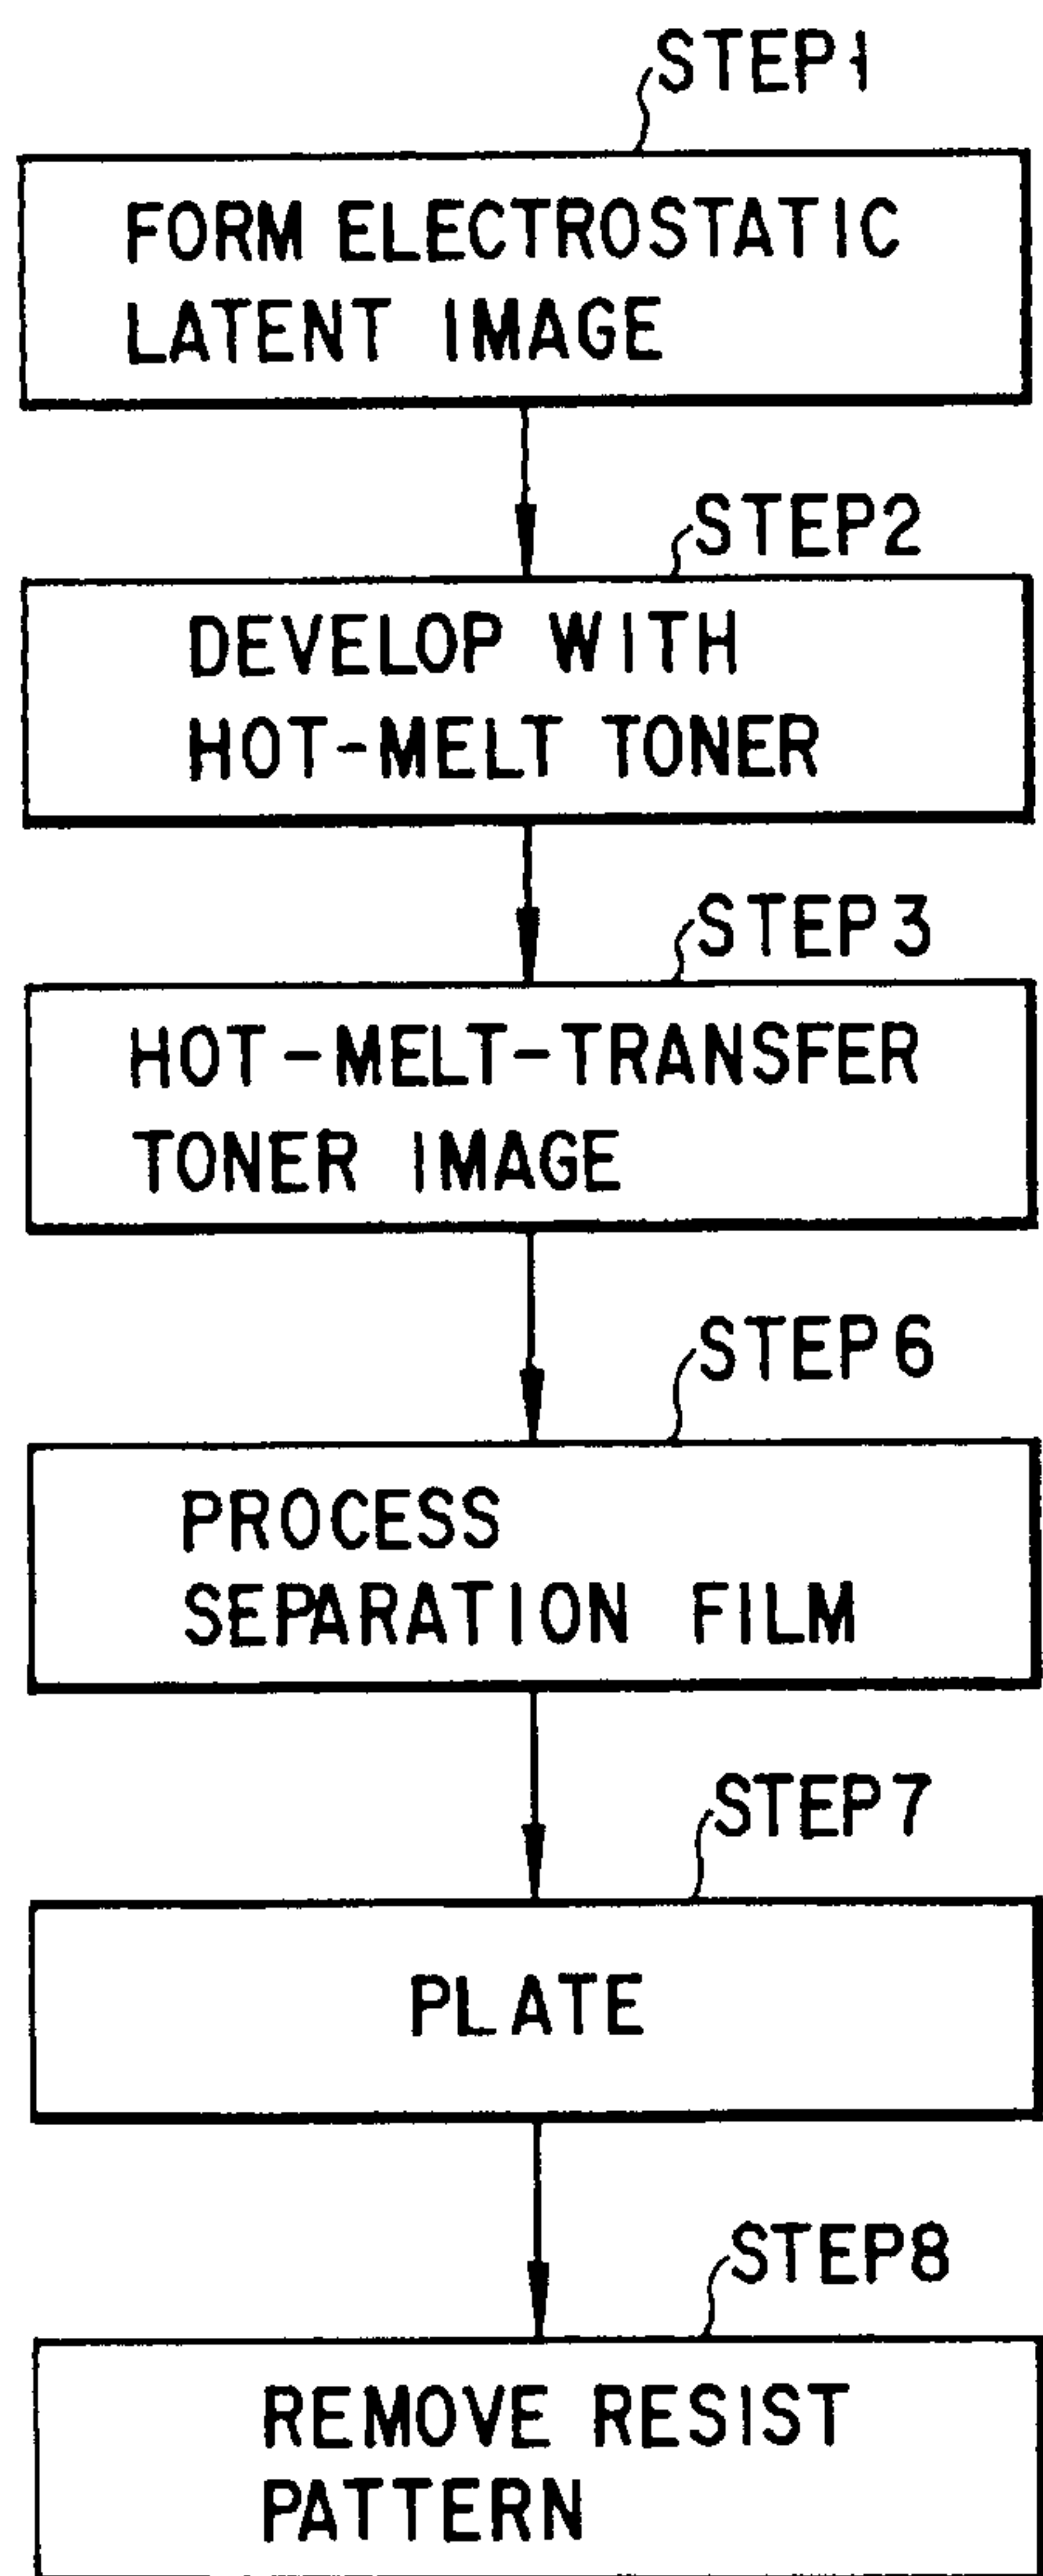 STEP1
FORM ELECTROSTATIC
LATENT IMAGE
STEP2
DEVELOP WITH
HOT-MELT TONER
STEP3
HOT-MELT-TRANSFER
TONER IMAGE
STEP6
PROCESS
SEPARATION FILM
STEP7
PLATE
STEP8
REMOVE RESIST
PATTERN